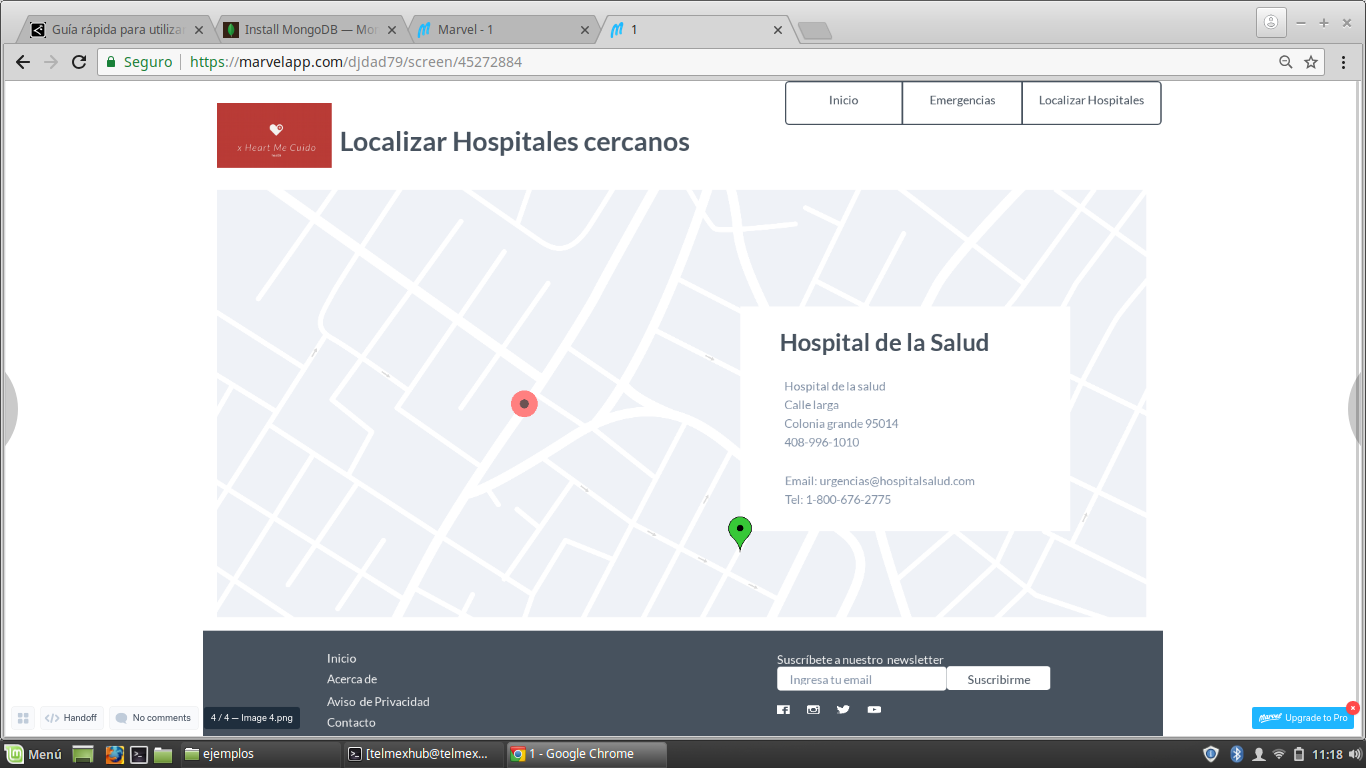 Guía rápida para utiliza
Install MongoDB — Mo
Marvel - 1
1
Seguro
https://marvelapp.com/djdad79/screen/45272884
Inicio
Emergencias
Localizar Hospitales
x Heart Me Cuido
Localizar Hospitales cercanos
Hospital de la Salud
Hospital de la salud
Calle larga
Colonia grande 95014
408-996-1010
Email: urgencias@hospitalsalud.com
Tel: 1-800-676-2775
Inicio
Acerca de
Aviso de Privacidad
Contacto
Suscríbete a nuestro newsletter
Ingresa tu email
Suscribirme
Handoff
No comments
4 / 4 — Image 4.png
Marvel
Upgrade to Pro
Menú
ejemplos
[telmexhub@telmex...
1 - Google Chrome
11:18